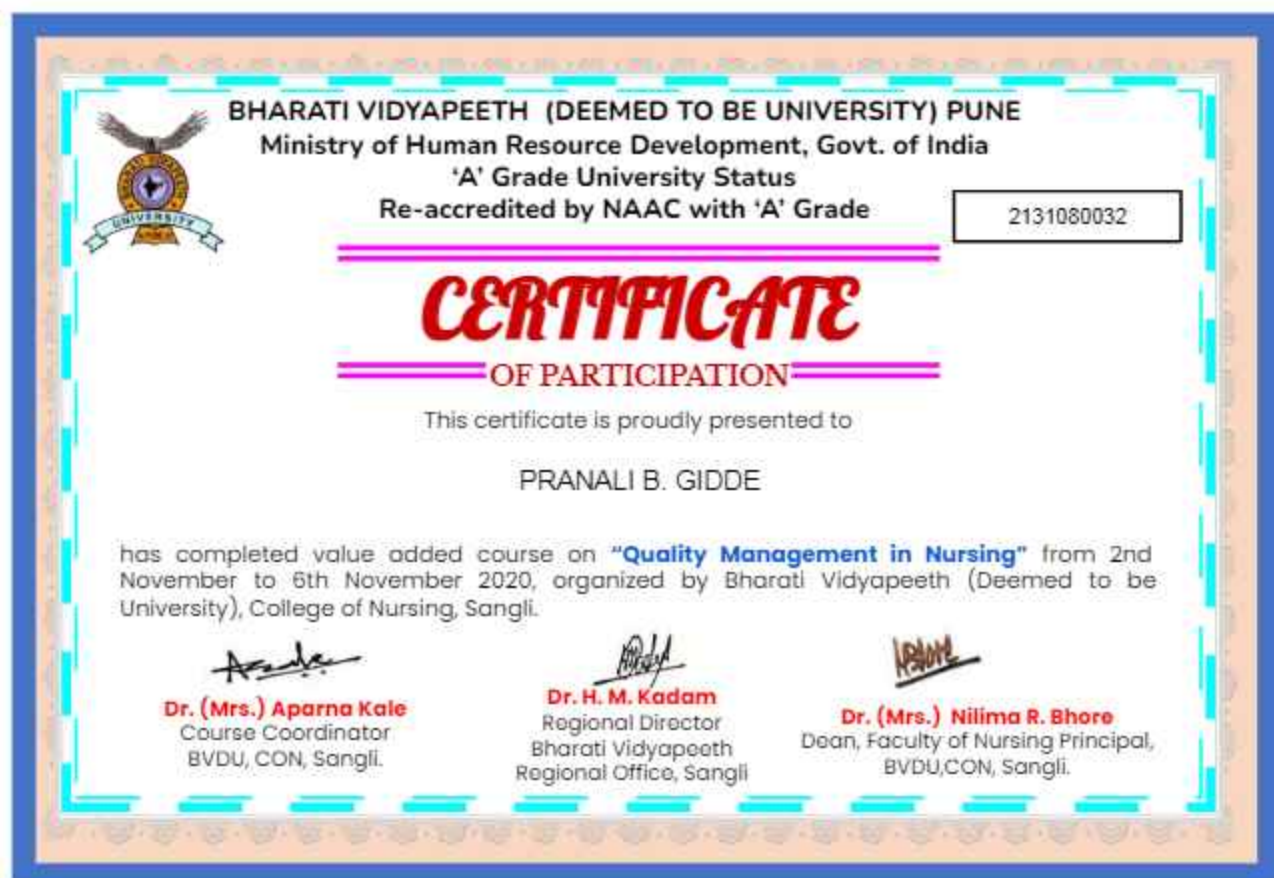 BHARATI VIDYAPEETH (DEEMED TO BE UNIVERSITY) PUNE
Ministry of Human Resource Development, Govt. of India
‘A’ Grade University Status
Re-accredited by NAAC with ‘A’ Grade
2131080032
BHARATI VIDYAPEETH
UNIVERSITY
CERTIFICATE
OF PARTICIPATION
This certificate is proudly presented to
PRANALI B. GIDDE
has completed value added course on “Quality Management in Nursing” from 2nd
November to 6th November 2020, organized by Bharati Vidyapeeth (Deemed to be
University), College of Nursing, Sangli.
Dr. (Mrs.) Aparna Kale
Course Coordinator
BVDU, CON, Sangli.
Dr. H. M. Kadam
Regional Director
Bharati Vidyapeeth
Regional Office, Sangli
Dr. (Mrs.) Nilima R. Bhore
Dean, Faculty of Nursing Principal,
BVDU,CON, Sangli.